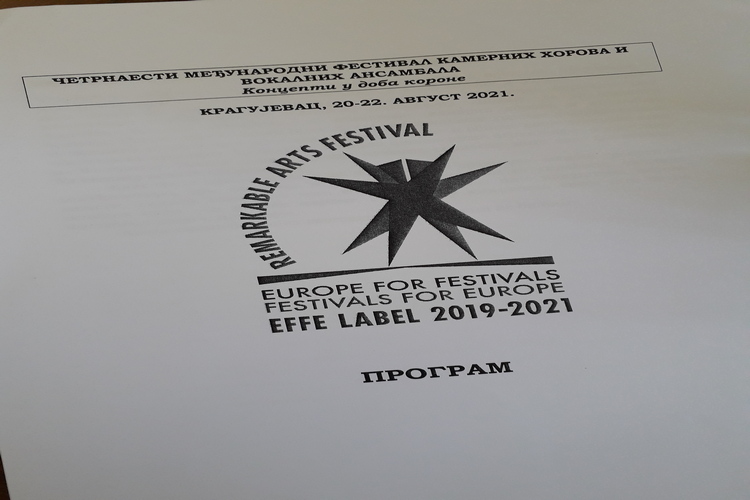 ЧЕТРНАЕСТИ МЕЂУНАРОДНИ ФЕСТИВАЛ КАМЕРНИХ ХОРОВА И
ВОКАЛНИХ АНСАМБАЛА
Концепти у доба короне
КРАГУЈЕВАЦ, 20-22. АВГУСТ 2021.
REMARKABLE ARTS FESTIVAL
EUROPE FOR FESTIVALS
FESTIVALS FOR EUROPE
EFFE LABEL 2019-2021
ПРОГРАМ